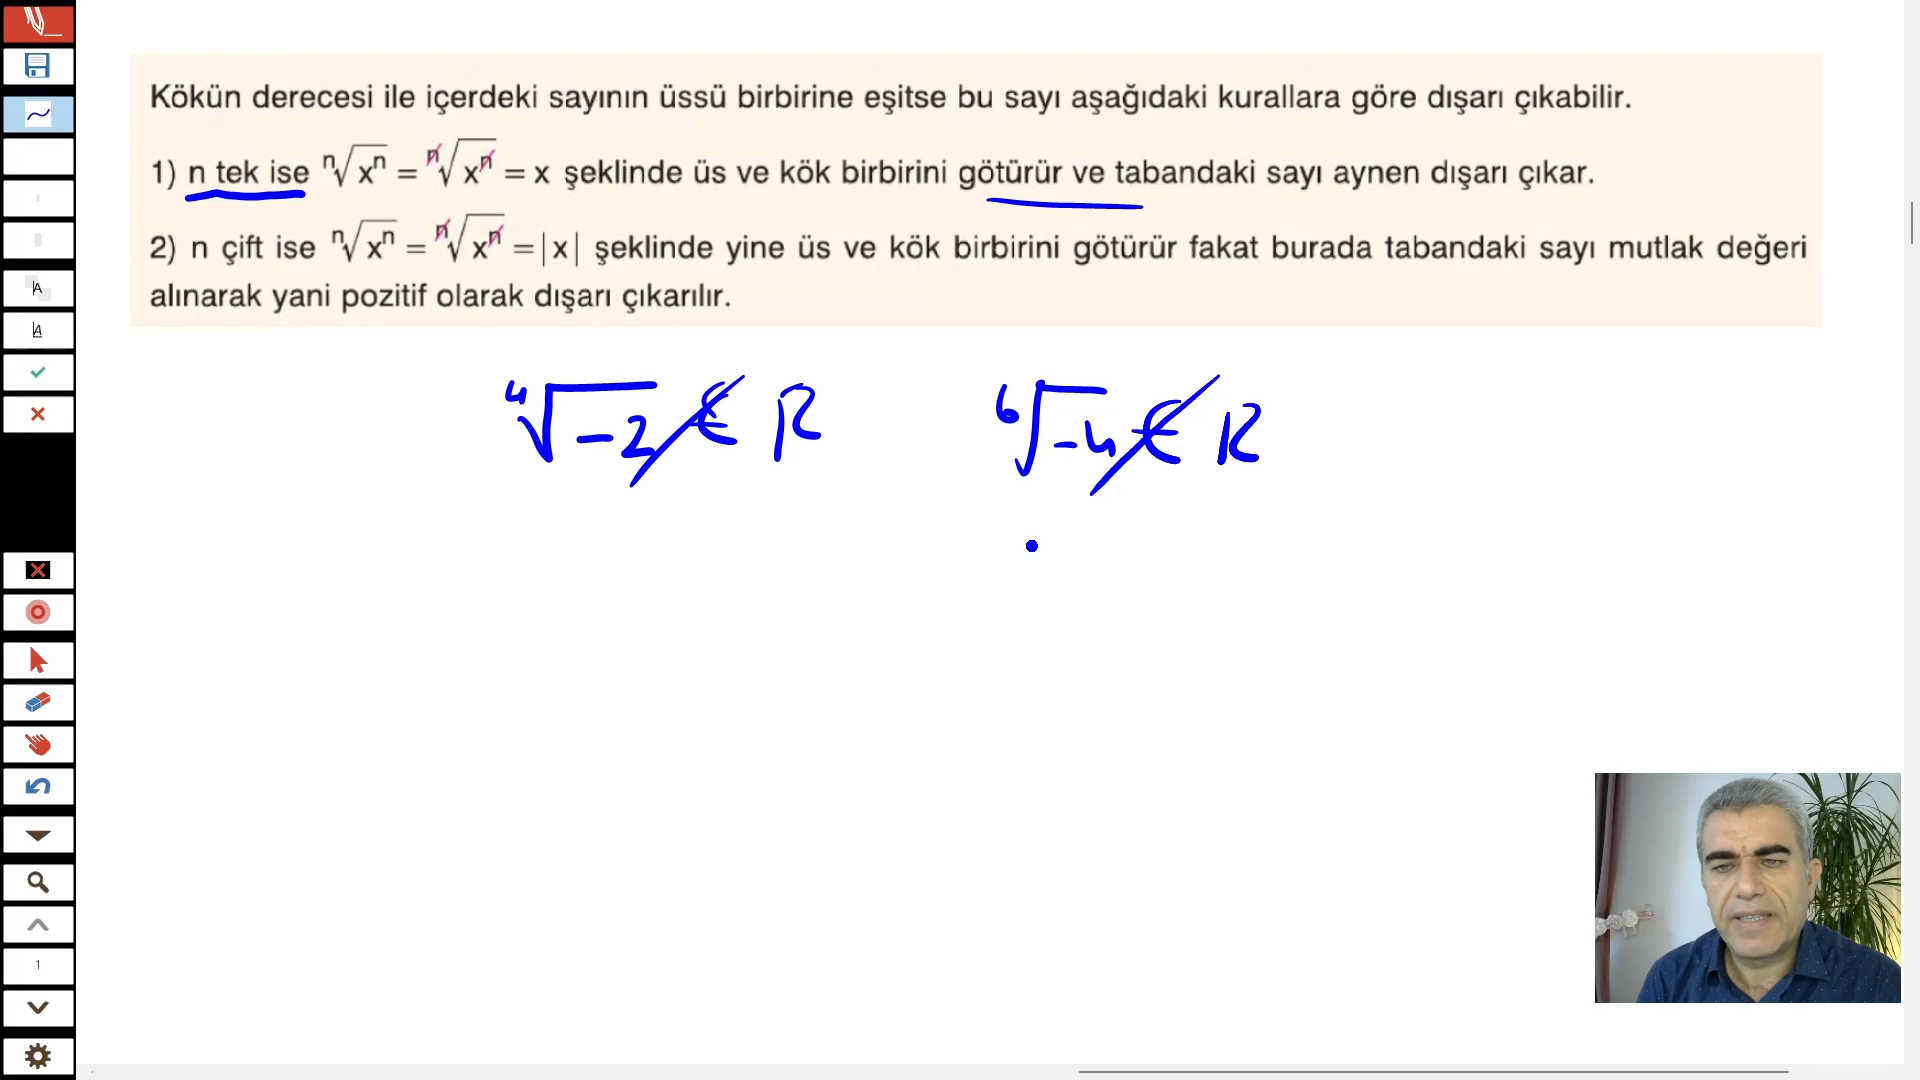 Kökün derecesi ile içerdeki sayının üssü birbirine eşitse bu sayı aşağıdaki kurallara göre dışarı çıkabilir.
1) n tek ise ⁿ√xⁿ = ⁿ√xⁿ = x şeklinde üs ve kök birbirini götürür ve tabandaki sayı aynen dışarı çıkar.
2) n çift ise ⁿ√xⁿ = ⁿ√xⁿ = |x| şeklinde yine üs ve kök birbirini götürür fakat burada tabandaki sayı mutlak değeri
alınarak yani pozitif olarak dışarı çıkarılır.
⁴√-2 ∉ R ⁶√-4 ∉ R
A
A
1